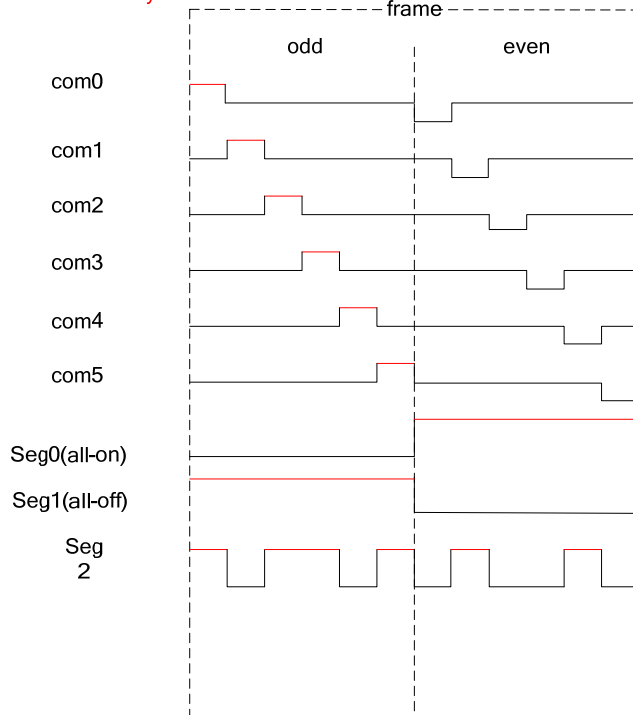 frame
odd even
com0
com1
com2
com3
com4
com5
Seg0(all-on)
Seg1(all-off)
Seg
2